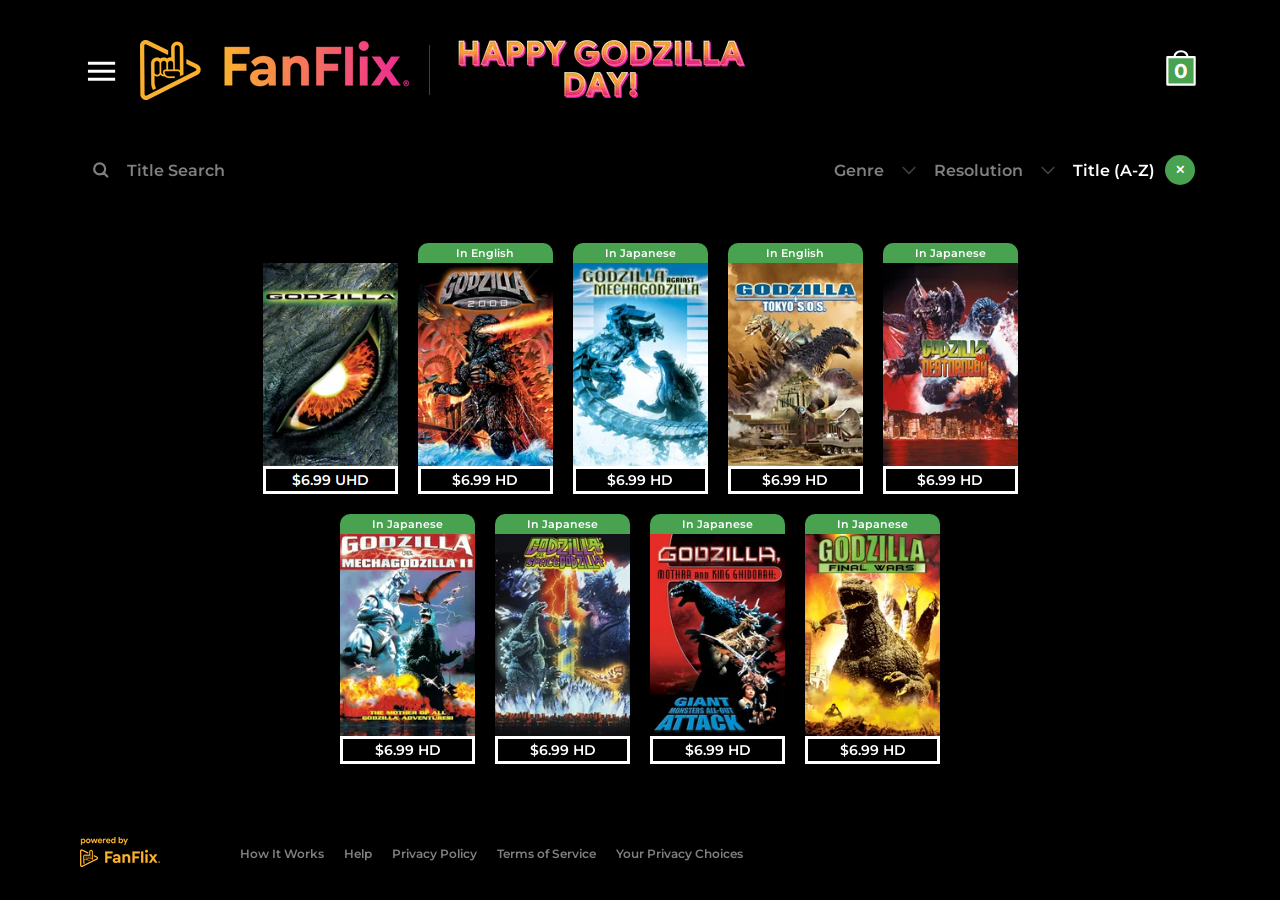 FanFlix®
HAPPY GODZILLA
DAY!
0
Title Search
Genre
Resolution
Title (A-Z)
×
In English
In Japanese
In English
In Japanese
GODZILLA
GODZILLA
2000
GODZILLA AGAINST
MECHAGODZILLA
GODZILLA
TOKYO S.O.S.
GODZILLA
DESTOROYAH
$6.99 UHD
$6.99 HD
$6.99 HD
$6.99 HD
$6.99 HD
In Japanese
In Japanese
In Japanese
In Japanese
GODZILLA
VS.
MECHAGODZILLA II
THE MOTHER OF ALL
GODZILLA ADVENTURES!
GODZILLA
SPACEGODZILLA
GODZILLA,
MOTHRA and KING GHIDORAH:
GIANT
MONSTERS ALL-OUT
ATTACK
GODZILLA
FINAL WARS
$6.99 HD
$6.99 HD
$6.99 HD
$6.99 HD
powered by
FanFlix
How It Works
Help
Privacy Policy
Terms of Service
Your Privacy Choices